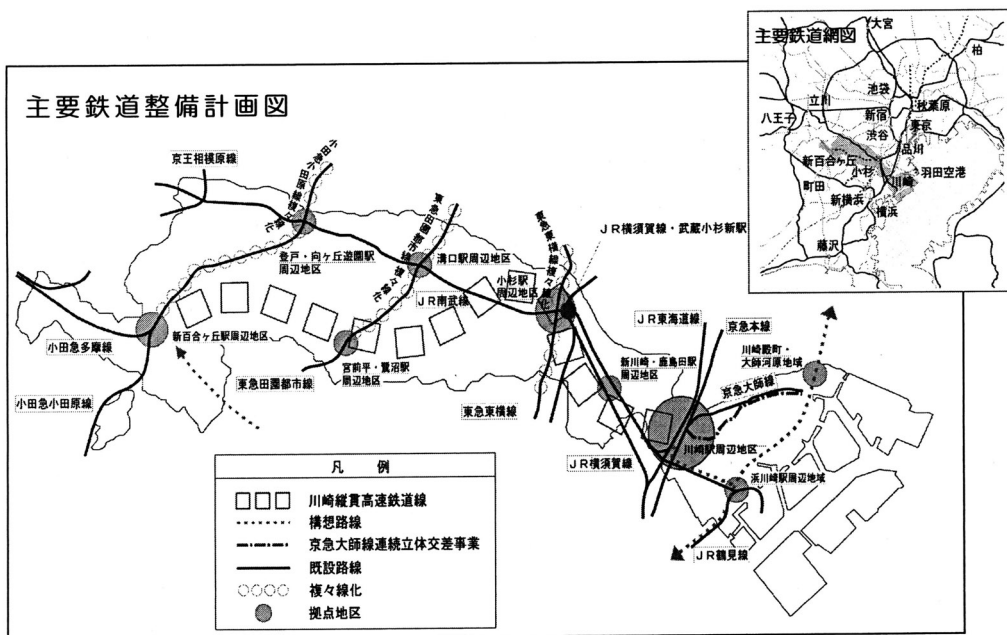 主要鉄道整備計画図
主要鉄道網図
大宮
柏
池袋
立川
秋葉原
八王子
新宿
東京
渋谷
品川
新百合ヶ丘
小杉
羽田空港
川崎
町田
新横浜
横浜
藤沢
京王相模原線
小田急小田原線複々線化
東急田園都市線複々線化
東急東横線複々線化
JR横須賀線・武蔵小杉新駅
登戸・向ヶ丘遊園駅
周辺地区
溝口駅周辺地区
小杉駅
周辺地区
JR南武線
JR東海道線
京急本線
川崎殿町・
大師河原地域
新百合ヶ丘駅周辺地区
小田急多摩線
宮前平・鷺沼駅
周辺地区
新川崎・鹿島田駅
周辺地区
京急大師線
東急田園都市線
小田急小田原線
東急東横線
川崎駅周辺地区
JR横須賀線
浜川崎駅周辺地域
JR鶴見線
凡例
川崎縦貫高速鉄道線
構想路線
京急大師線連続立体交差事業
既設路線
複々線化
拠点地区